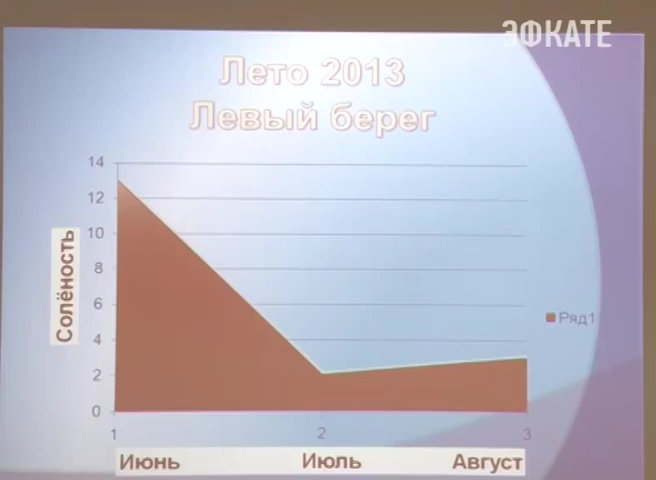 ЭФКАТЕ
Лето 2013
Левый берег
14
12
10
8
6
4
2
0
Солёность
Ряд1
1 2 3
Июнь Июль Август